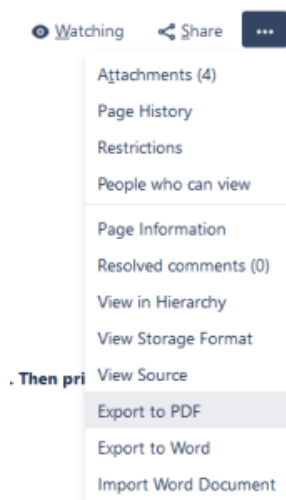 Watching Share •••
Attachments (4)
Page History
Restrictions
People who can view
Page Information
Resolved comments (0)
View in Hierarchy
View Storage Format
. Then pri View Source
Export to PDF
Export to Word
Import Word Document